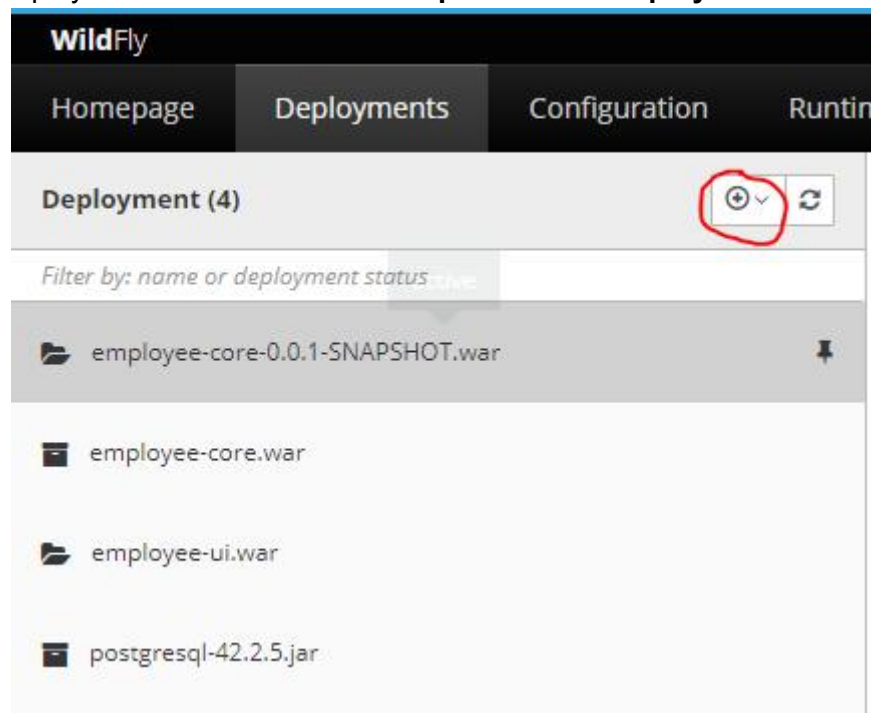 WildFly
Homepage Deployments Configuration
Deployment (4)
Filter by: name or deployment status
employee-core-0.0.1-SNAPSHOT.war
employee-core.war
employee-ui.war
postgresql-42.2.5.jar